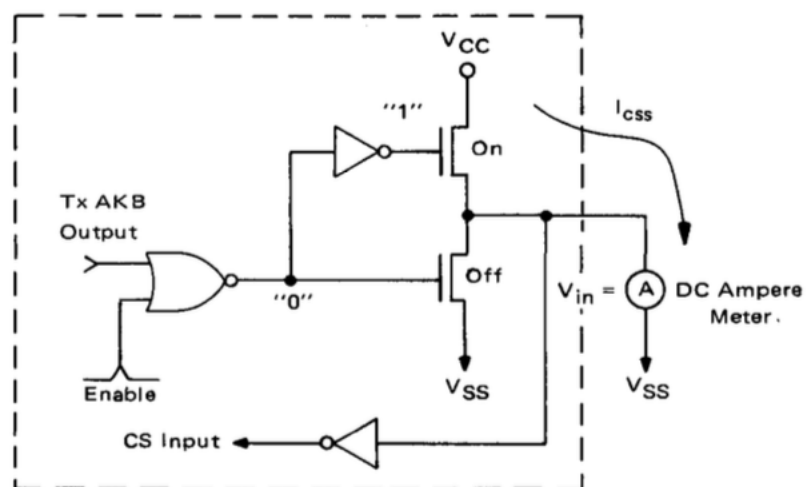 VCC
"1"
ICSS
On
Tx AKB
Output
Off
"0"
Vin = A DC Ampere
Meter.
Enable
VSS
VSS
CS Input